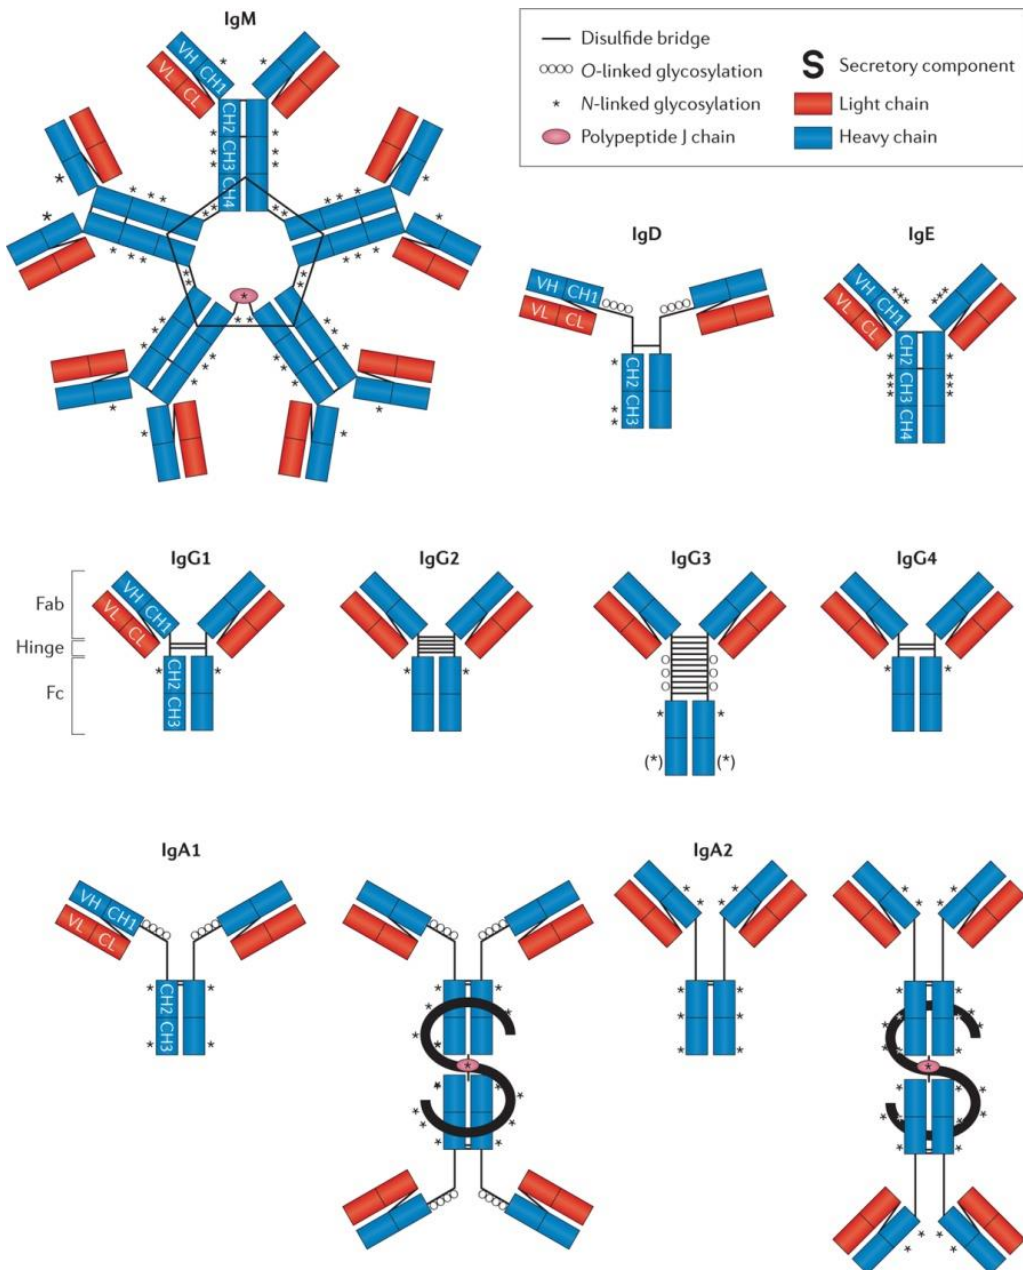 IgM
VH CH1
VL CL
CH2 CH3 CH4
Disulfide bridge
O-linked glycosylation
* N-linked glycosylation
Polypeptide J chain
S Secretory component
Light chain
Heavy chain
IgD
VH CH1
VL CL
CH2 CH3
IgE
VH CH1
VL CL
CH2 CH3 CH4
IgG1
IgG2
IgG3
IgG4
Fab
Hinge
Fc
VH CH1
VL CL
CH2 CH3
(*) (*)
IgA1
IgA2
VH CH1
VL CL
CH2 CH3